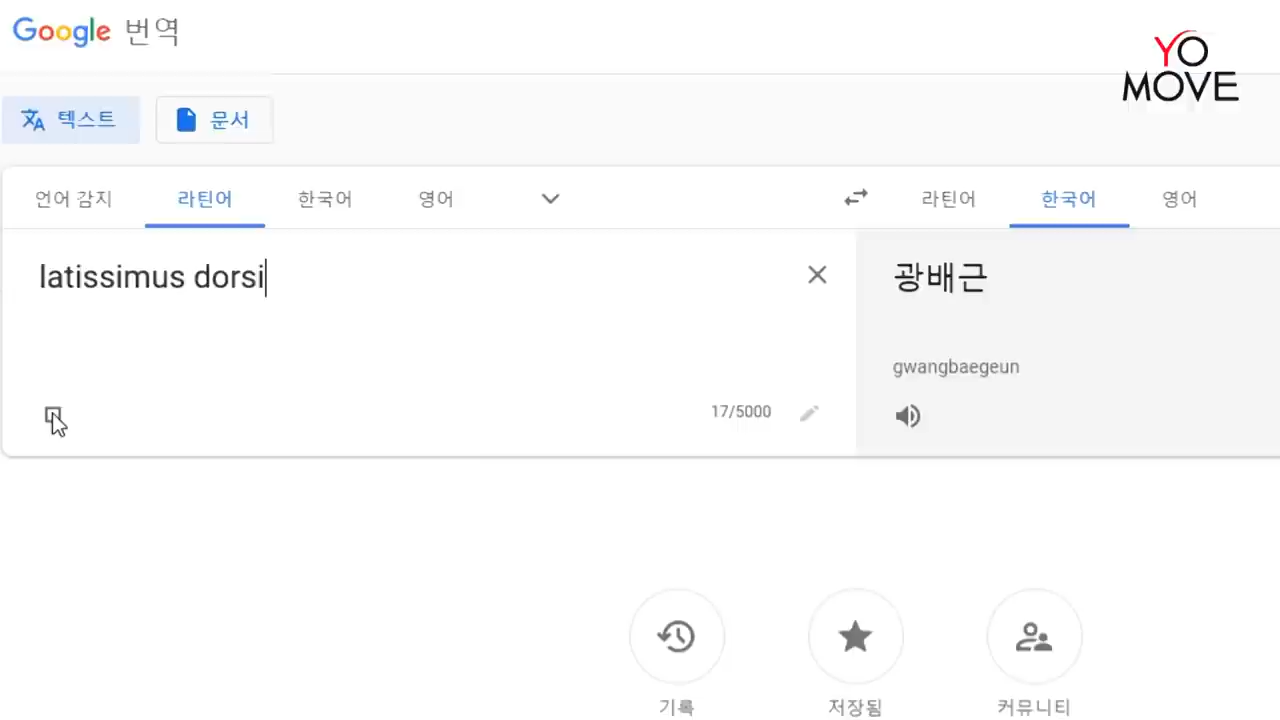 Google 번역
YO
MOVE
텍스트 문서
언어 감지 라틴어 한국어 영어 라틴어 한국어 영어
latissimus dorsi 광배근
gwangbaegeun
17/5000
기록 저장됨 커뮤니티